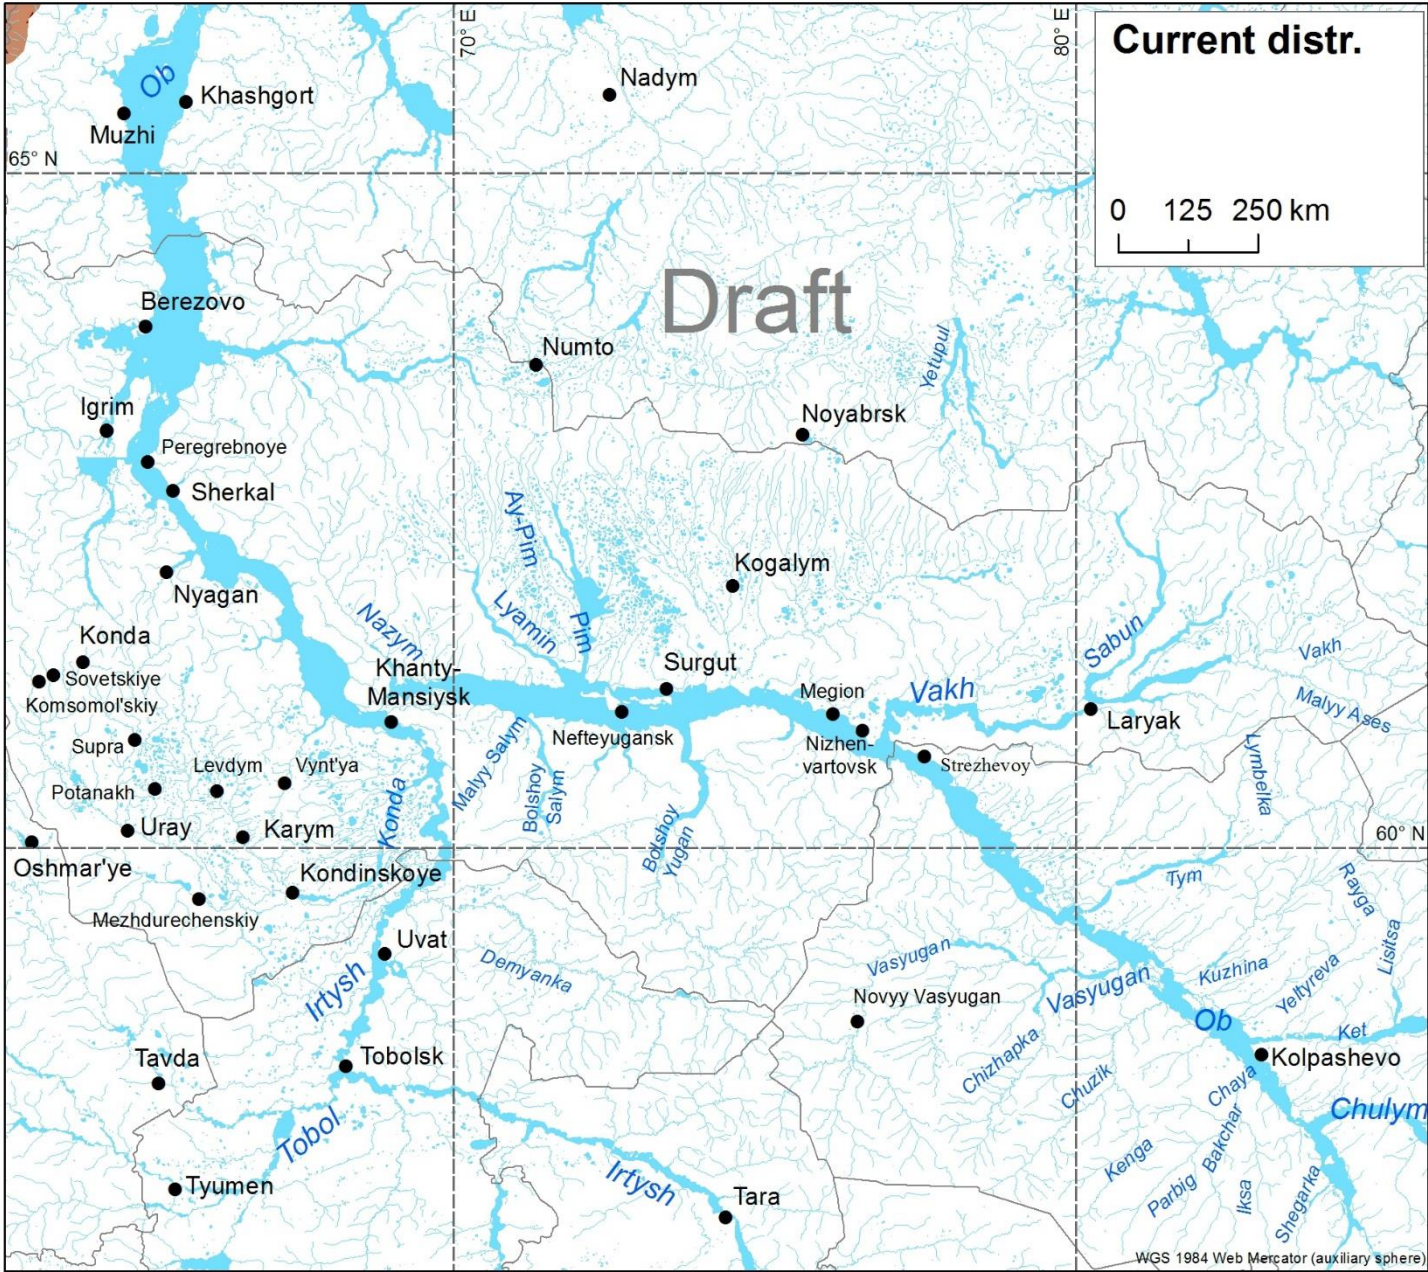 70° E
80° E
Current distr.
0 125 250 km
Ob
Khashgort
Muzhi
65° N
Nadym
Draft
Berezovo
Numto
Yetupul
Igrim
Noyabrsk
Peregrebnoye
Sherkal
Ay-Pim
Kogalym
Nyagan
Nazym
Lyamin
Pim
Sabun
Konda
Sovetskiye
Komsomol'skiy
Khanty-
Mansiysk
Surgut
Megion
Vakh
Vakh
Malyy Ases
Laryak
Supra
Nefteyugansk
Nizhen-
vartovsk
Strezhevoy
Lymbelka
Levdym
Vynt'ya
Potanakh
Konda
Malyy Salym
Bolshoy
Salym
Bolshoy
Yugan
Uray
Karym
60° N
Oshmar'ye
Kondinskoye
Mezhdurechenskiy
Tym
Rayga
Uvat
Irtysh
Demyanka
Vasyugan
Novyy Vasyugan
Vasyugan
Kuzhina
Yeltyreva
Lisitsa
Ob
Ket
Kolpashevo
Tavda
Tobolsk
Chizhapka
Chuzik
Chaya
Chulym
Tobol
Kenga
Parbig
Bakchar
Iksa
Shegarka
Tyumen
Irtysh
Tara
WGS 1984 Web Mercator (auxiliary sphere)